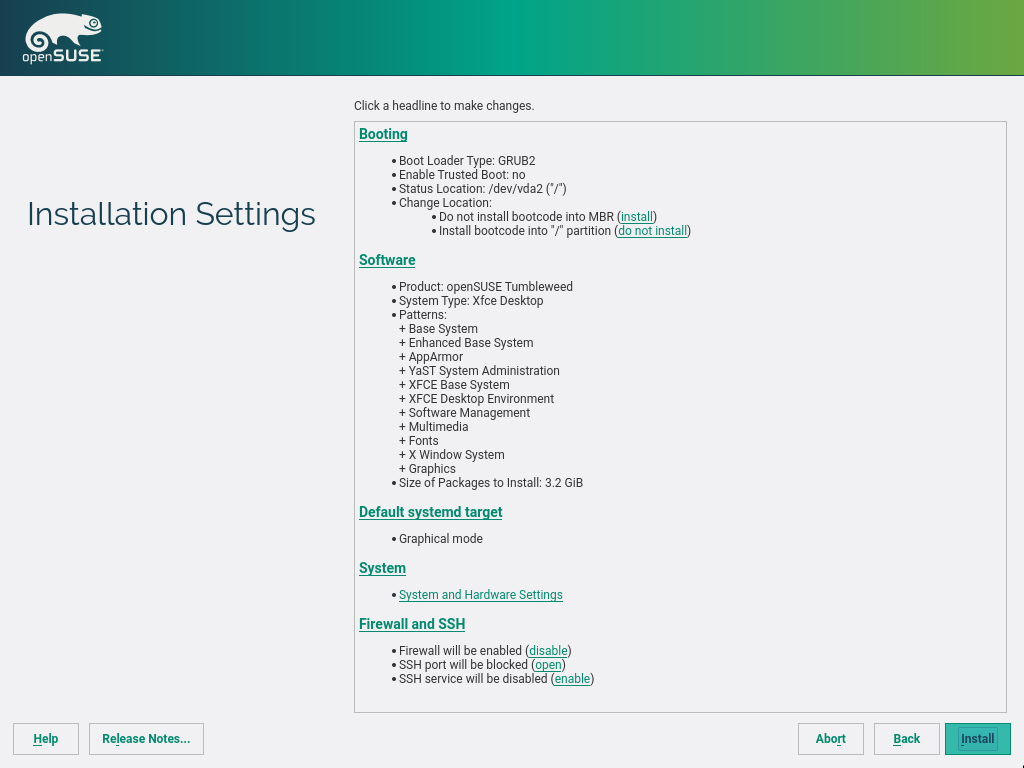 openSUSE
Click a headline to make changes.
Installation Settings
Booting
• Boot Loader Type: GRUB2
• Enable Trusted Boot: no
• Status Location: /dev/vda2 ("/")
• Change Location:
• Do not install bootcode into MBR (install)
• Install bootcode into "/" partition (do not install)
Software
• Product: openSUSE Tumbleweed
• System Type: Xfce Desktop
• Patterns:
+ Base System
+ Enhanced Base System
+ AppArmor
+ YaST System Administration
+ XFCE Base System
+ XFCE Desktop Environment
+ Software Management
+ Multimedia
+ Fonts
+ X Window System
+ Graphics
• Size of Packages to Install: 3.2 GiB
Default systemd target
• Graphical mode
System
• System and Hardware Settings
Firewall and SSH
• Firewall will be enabled (disable)
• SSH port will be blocked (open)
• SSH service will be disabled (enable)
Help Release Notes... Abort Back Install